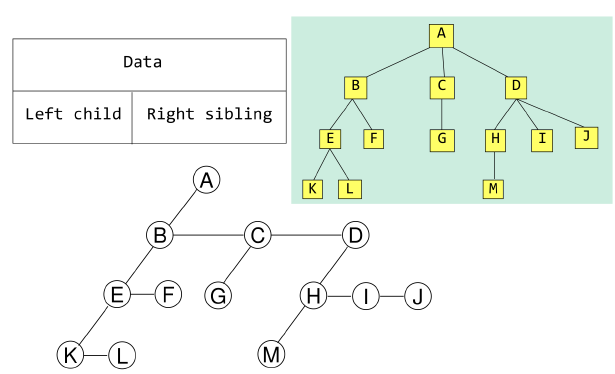 Data
Left child Right sibling
A
B C D
E F G H I J
K L M
A
B C D
E F G H I J
K L M